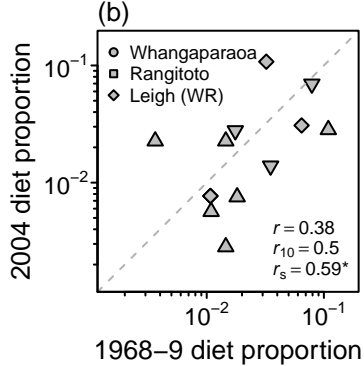 (b)
Whangaparaoa
Rangitoto
Leigh (WR)
2004 diet proportion
10⁻¹
10⁻²
r = 0.38
r₁₀ = 0.5
rₛ = 0.59*
10⁻² 10⁻¹
1968−9 diet proportion